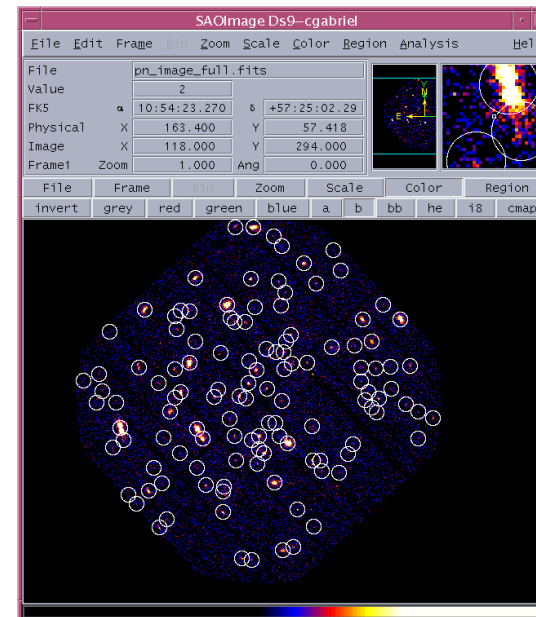 SAOImage Ds9-cgabriel
File Edit Frame Bin Zoom Scale Color Region Analysis Hel
File pn_image_full.fits
Value 2
FK5 α 10:54:23.270 δ +57:25:02.29
Physical X 163.400 Y 57.418
Image X 118.000 Y 294.000
Frame1 Zoom 1.000 Ang 0.000
Y N E X
File Frame Bin Zoom Scale Color Region
invert grey red green blue a b bb he i8 cmap